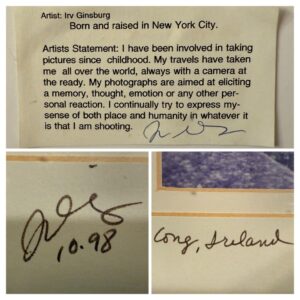 Artist: Irv Ginsburg
Born and raised in New York City.
Artists Statement: I have been involved in taking
pictures since childhood. My travels have taken
me all over the world, always with a camera at
the ready. My photographs are aimed at eliciting
a memory, thought, emotion or any other per-
sonal reaction. I continually try to express my-
sense of both place and humanity in whatever it
is that I am shooting.
10.98
Cong, Ireland